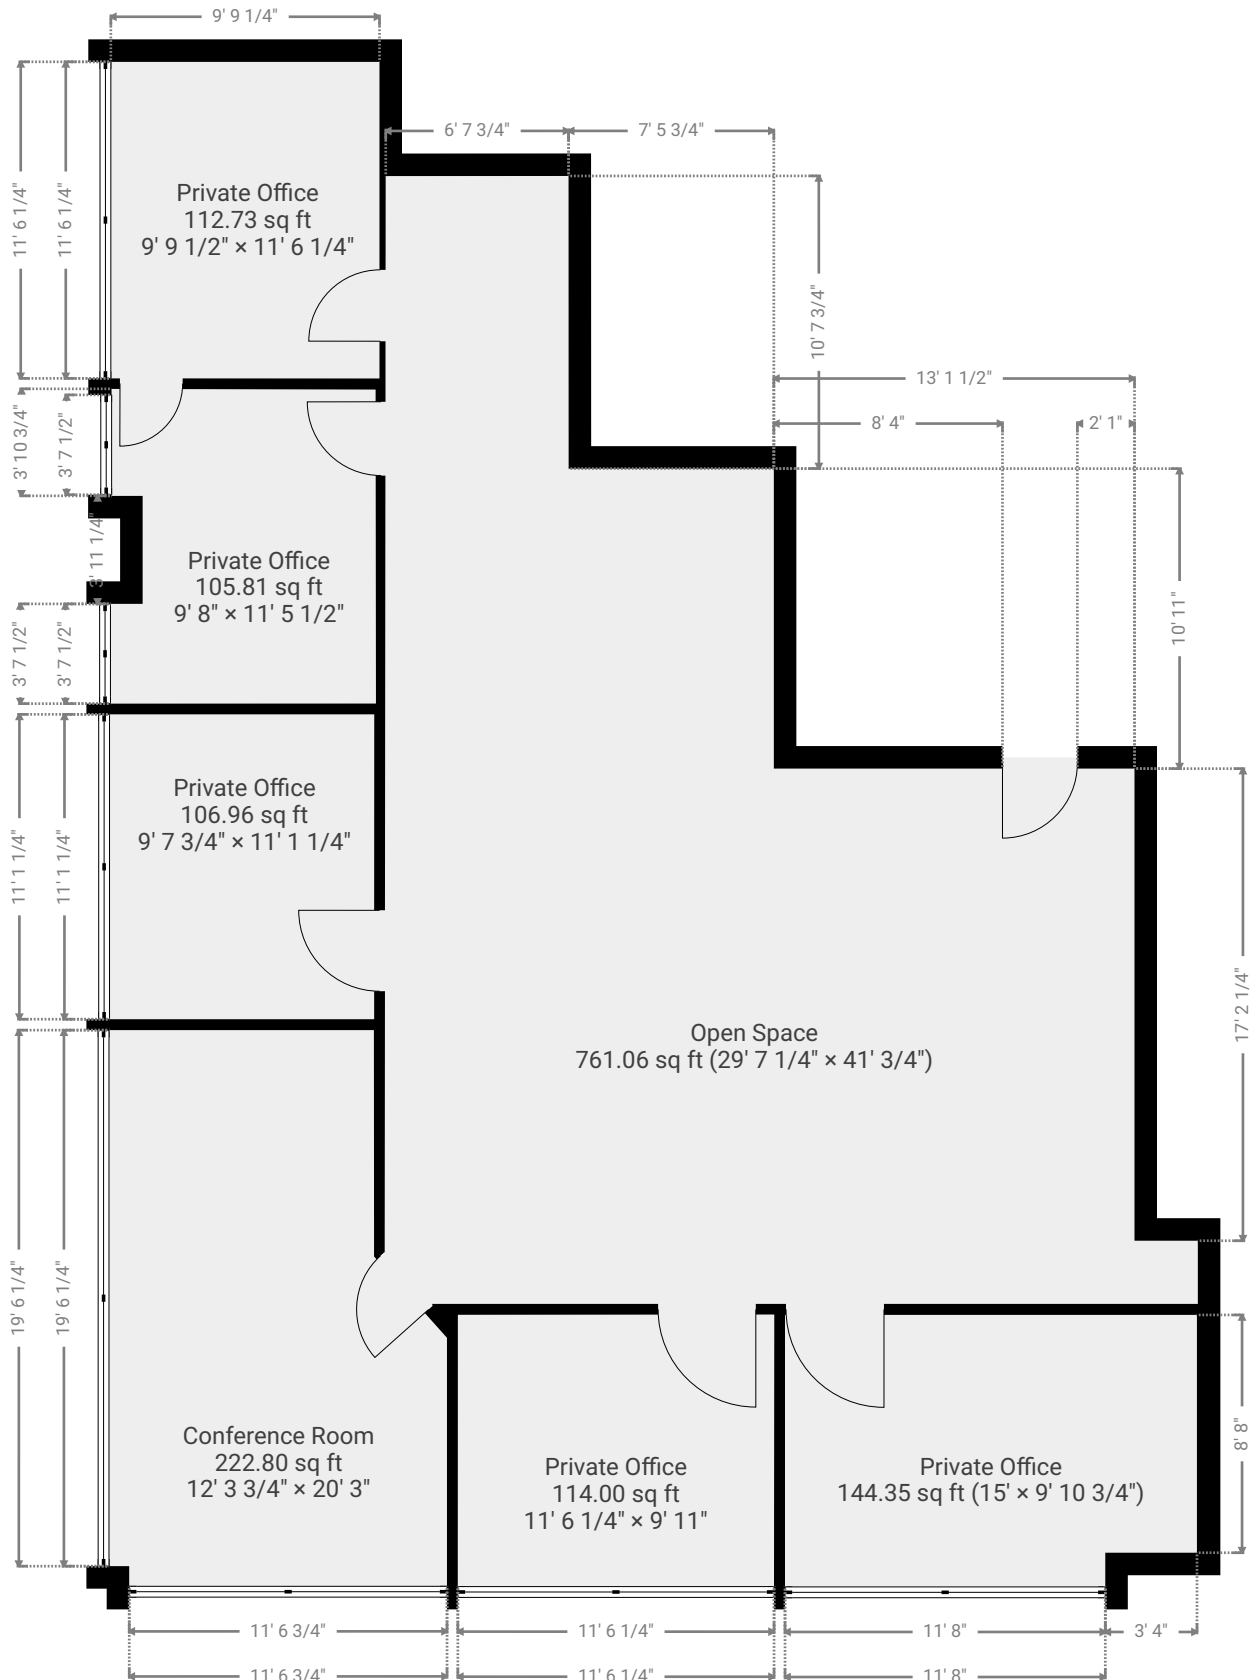 9' 9 1/4"
6' 7 3/4"
7' 5 3/4"
11' 6 1/4"
11' 6 1/4"
Private Office
112.73 sq ft
9' 9 1/2" × 11' 6 1/4"
10' 7 3/4"
13' 1 1/2"
8' 4"
2' 1"
3' 10 3/4"
3' 7 1/2"
3' 11 1/4"
Private Office
105.81 sq ft
9' 8" × 11' 5 1/2"
10' 11"
3' 7 1/2"
3' 7 1/2"
Private Office
106.96 sq ft
9' 7 3/4" × 11' 1 1/4"
11' 1 1/4"
11' 1 1/4"
17' 2 1/4"
Open Space
761.06 sq ft (29' 7 1/4" × 41' 3/4")
19' 6 1/4"
19' 6 1/4"
Conference Room
222.80 sq ft
12' 3 3/4" × 20' 3"
Private Office
114.00 sq ft
11' 6 1/4" × 9' 11"
Private Office
144.35 sq ft (15' × 9' 10 3/4")
8' 8"
11' 6 3/4"
11' 6 1/4"
11' 8"
3' 4"
11' 6 3/4"
11' 6 1/4"
11' 8"